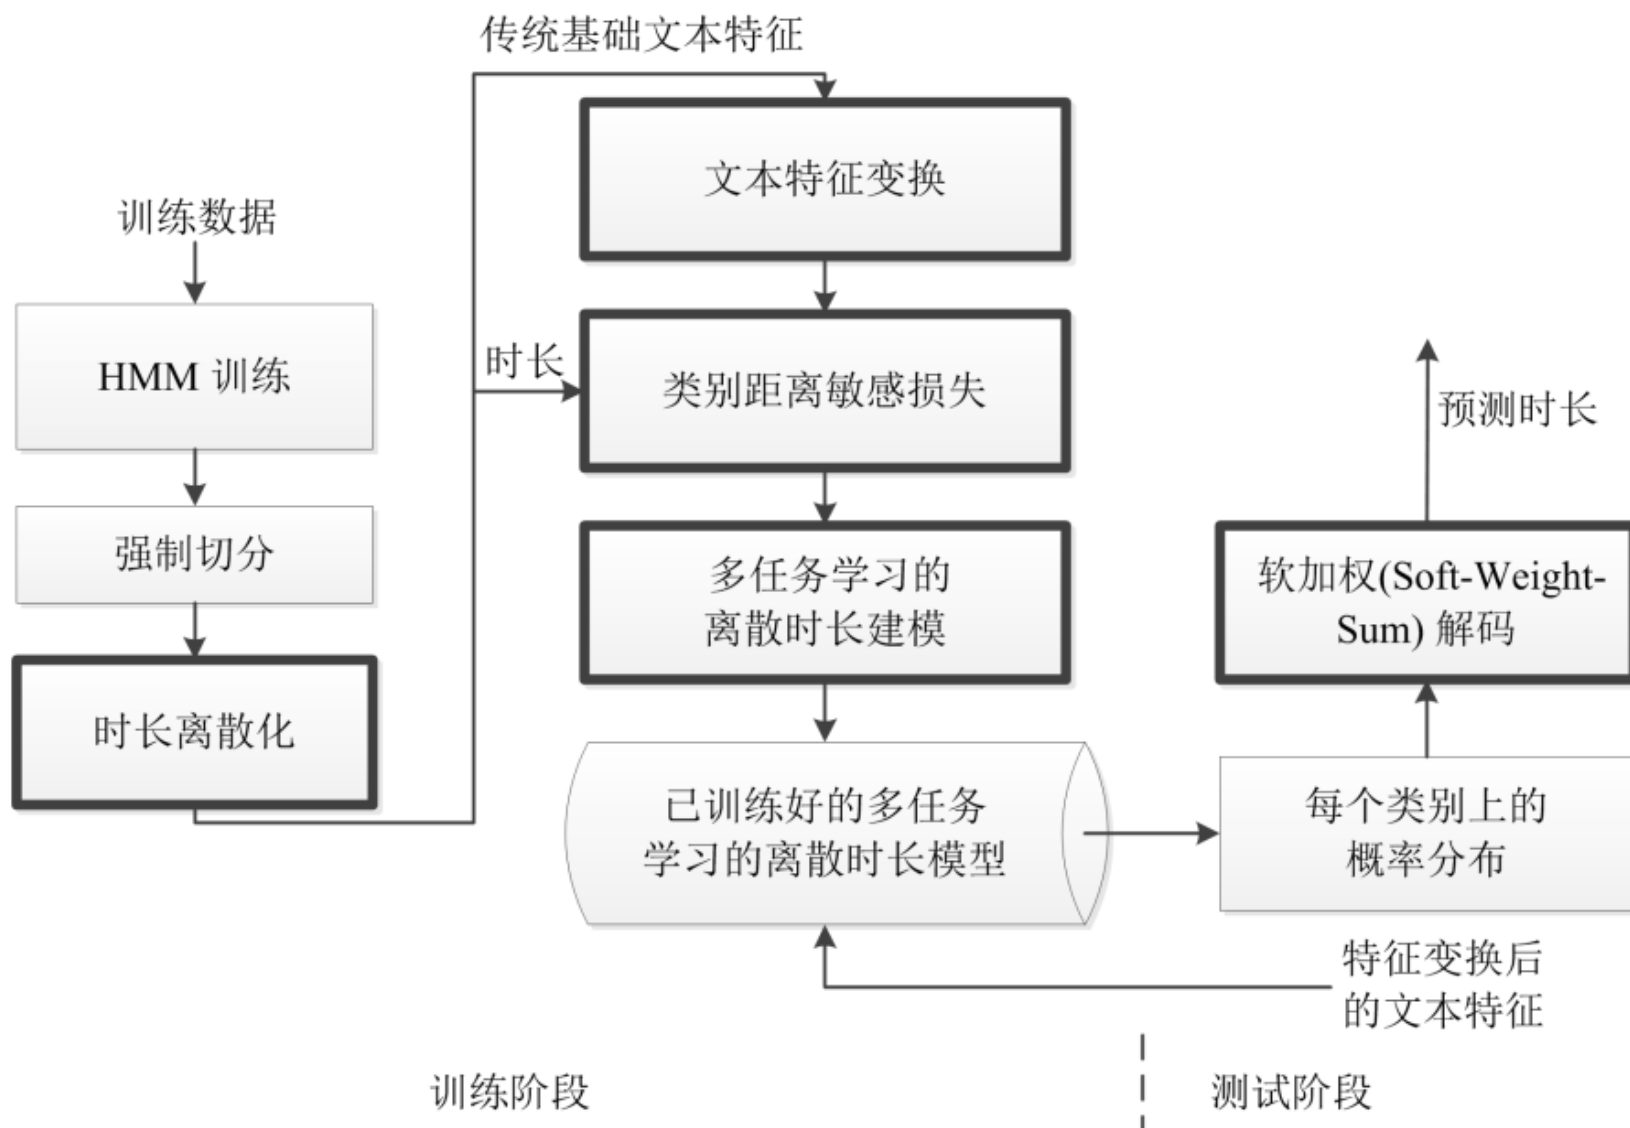 传统基础文本特征
文本特征变换
训练数据
HMM 训练
时长
类别距离敏感损失
预测时长
强制切分
多任务学习的
离散时长建模
软加权(Soft-Weight-
Sum) 解码
时长离散化
已训练好的多任务
学习的离散时长模型
每个类别上的
概率分布
特征变换后
的文本特征
训练阶段
测试阶段